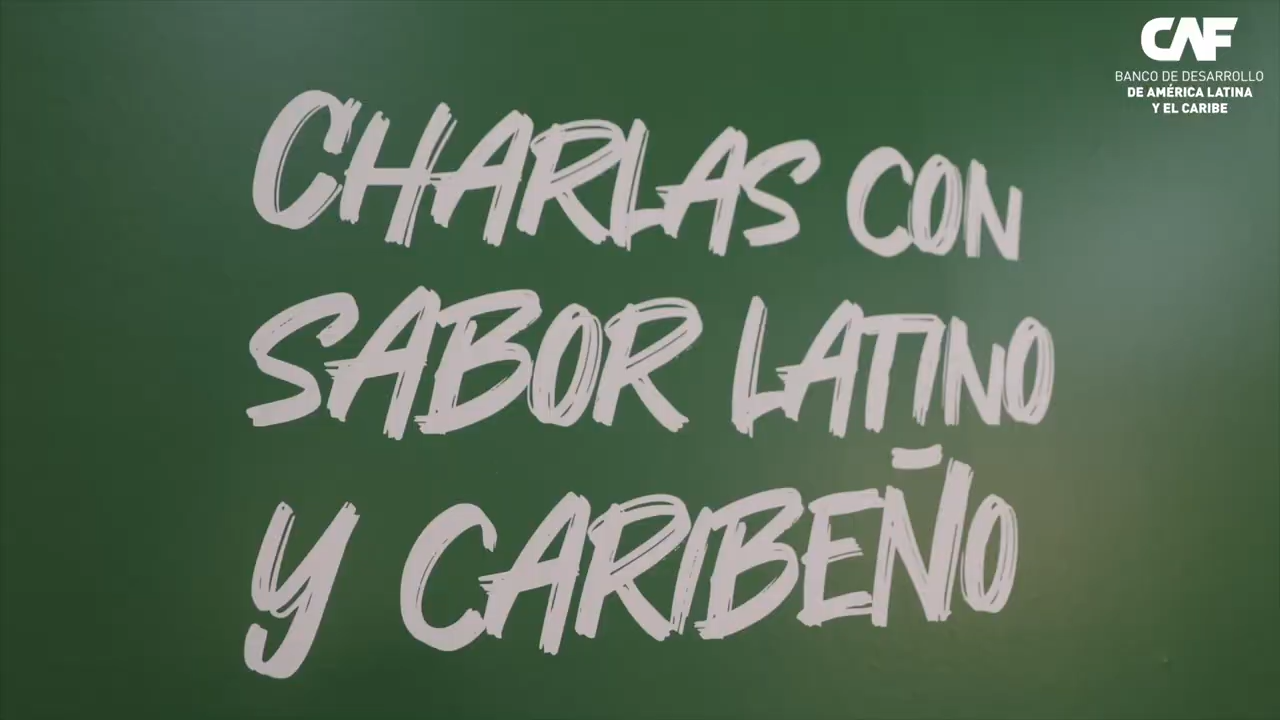 CAF
BANCO DE DESARROLLO
DE AMÉRICA LATINA
Y EL CARIBE
CHARLAS CON
SABOR LATINO
Y CARIBEÑO